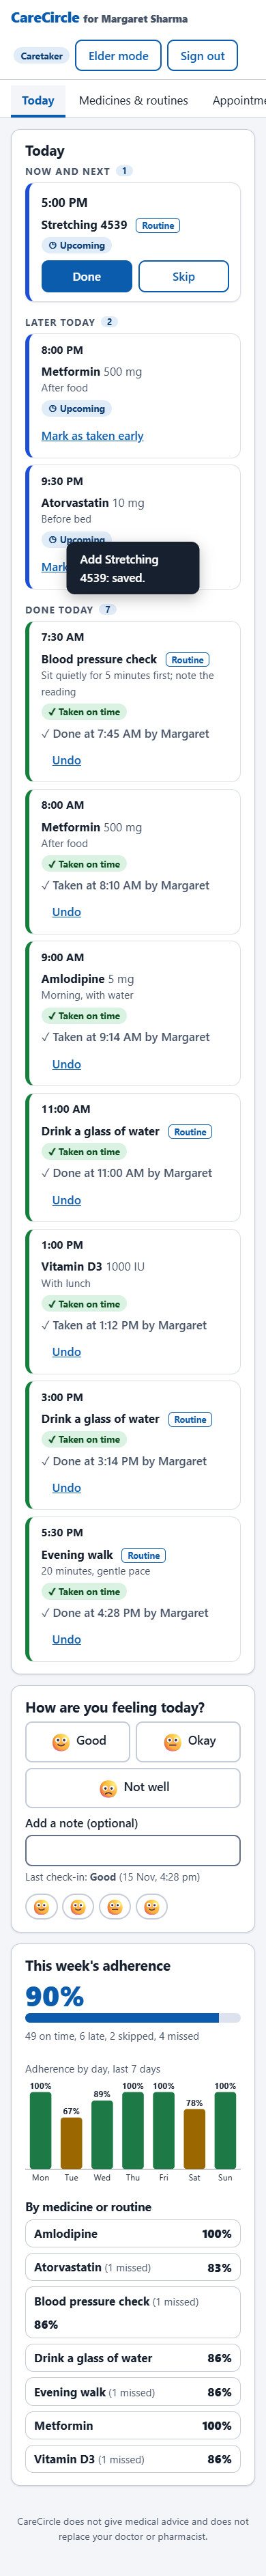 CareCircle for Margaret Sharma
Caretaker
Elder mode
Sign out
Today
Medicines & routines
Appointme
Today
NOW AND NEXT 1
5:00 PM
Stretching 4539 Routine
Upcoming
Done
Skip
LATER TODAY 2
8:00 PM
Metformin 500 mg
After food
Upcoming
Mark as taken early
9:30 PM
Atorvastatin 10 mg
Before bed
Upcoming
Mark
Add Stretching
4539: saved.
DONE TODAY 7
7:30 AM
Blood pressure check Routine
Sit quietly for 5 minutes first; note the
reading
✓ Taken on time
✓ Done at 7:45 AM by Margaret
Undo
8:00 AM
Metformin 500 mg
After food
✓ Taken on time
✓ Taken at 8:10 AM by Margaret
Undo
9:00 AM
Amlodipine 5 mg
Morning, with water
✓ Taken on time
✓ Taken at 9:14 AM by Margaret
Undo
11:00 AM
Drink a glass of water Routine
✓ Taken on time
✓ Done at 11:00 AM by Margaret
Undo
1:00 PM
Vitamin D3 1000 IU
With lunch
✓ Taken on time
✓ Taken at 1:12 PM by Margaret
Undo
3:00 PM
Drink a glass of water Routine
✓ Taken on time
✓ Done at 3:14 PM by Margaret
Undo
5:30 PM
Evening walk Routine
20 minutes, gentle pace
✓ Taken on time
✓ Done at 4:28 PM by Margaret
Undo
How are you feeling today?
Good
Okay
Not well
Add a note (optional)
Last check-in: Good (15 Nov, 4:28 pm)
This week's adherence
90%
49 on time, 6 late, 2 skipped, 4 missed
Adherence by day, last 7 days
100% 67% 89% 100% 100% 78% 100%
Mon Tue Wed Thu Fri Sat Sun
By medicine or routine
Amlodipine 100%
Atorvastatin (1 missed) 83%
Blood pressure check (1 missed)
86%
Drink a glass of water 86%
Evening walk (1 missed) 86%
Metformin 100%
Vitamin D3 (1 missed) 86%
CareCircle does not give medical advice and does not
replace your doctor or pharmacist.